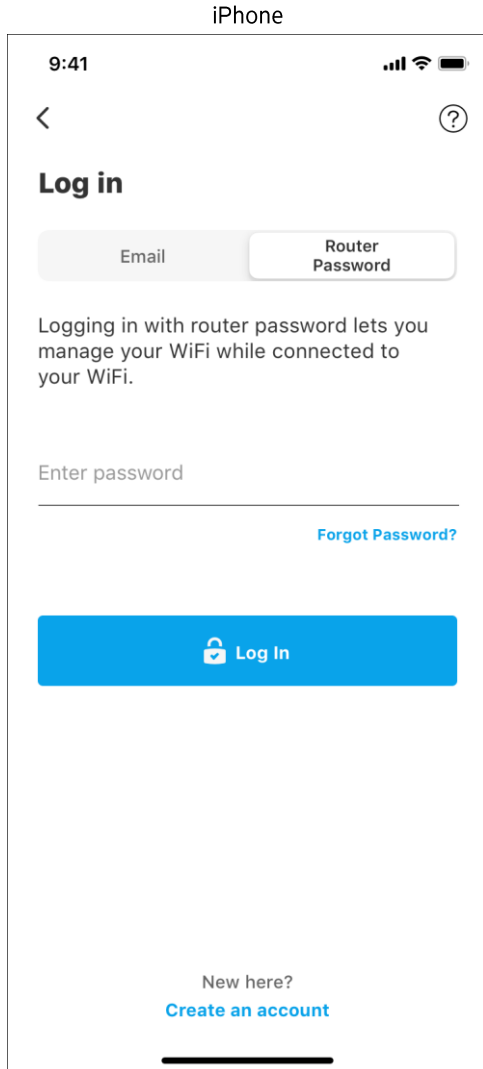 iPhone
9:41
?
Log in
Email
Router
Password
Logging in with router password lets you
manage your WiFi while connected to
your WiFi.
Enter password
Forgot Password?
Log In
New here?
Create an account